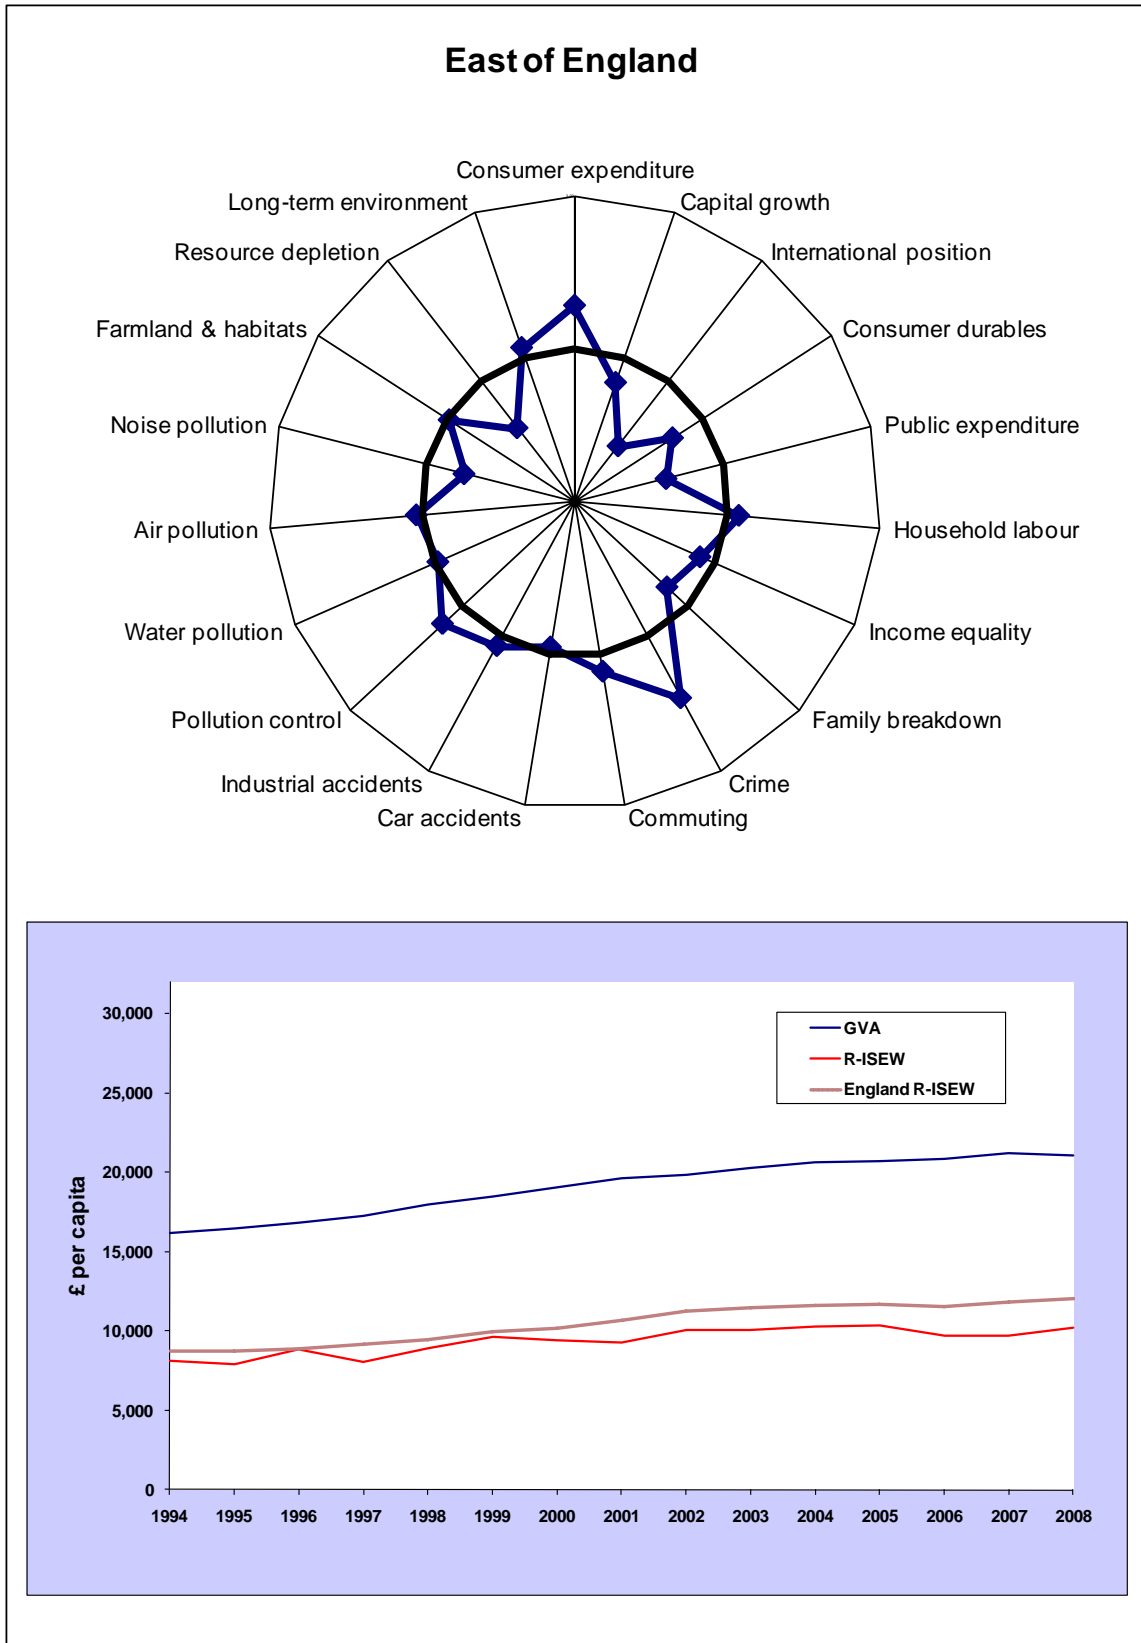 East of England
Consumer expenditure
Long-term environment
Capital growth
Resource depletion
International position
Farmland & habitats
Consumer durables
Noise pollution
Public expenditure
Air pollution
Household labour
Water pollution
Income equality
Pollution control
Family breakdown
Industrial accidents
Crime
Car accidents
Commuting
30,000
25,000
20,000
15,000
10,000
5,000
0
£ per capita
GVA
R-ISEW
England R-ISEW
1994 1995 1996 1997 1998 1999 2000 2001 2002 2003 2004 2005 2006 2007 2008